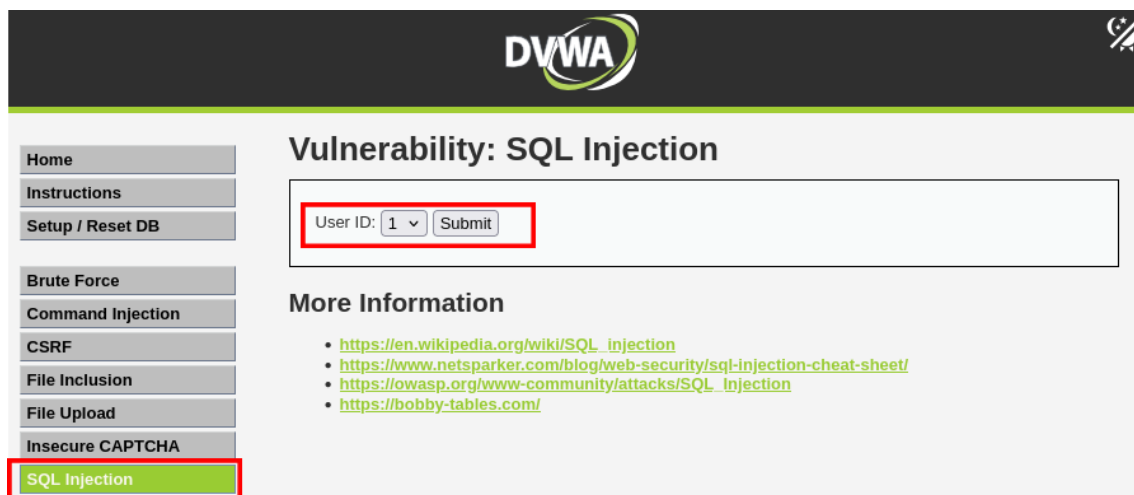 DVWA
Home
Instructions
Setup / Reset DB
Brute Force
Command Injection
CSRF
File Inclusion
File Upload
Insecure CAPTCHA
SQL Injection
Vulnerability: SQL Injection
User ID: 1 Submit
More Information
https://en.wikipedia.org/wiki/SQL_injection
https://www.netsparker.com/blog/web-security/sql-injection-cheat-sheet/
https://owasp.org/www-community/attacks/SQL_Injection
https://bobby-tables.com/